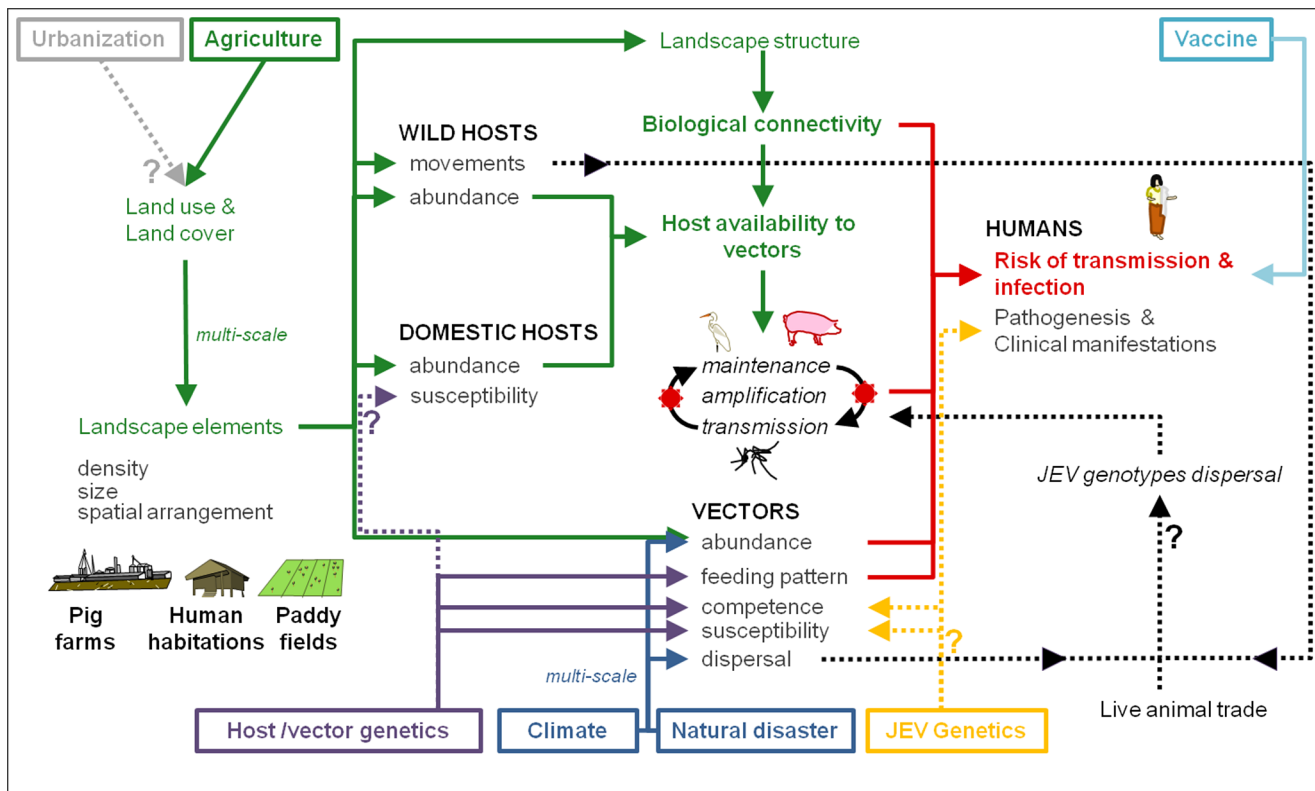 Urbanization
Agriculture
Vaccine
Landscape structure
Biological connectivity
WILD HOSTS
movements
abundance
?
Land use &
Land cover
Host availability to
vectors
HUMANS
Risk of transmission &
infection
Pathogenesis &
Clinical manifestations
multi-scale
DOMESTIC HOSTS
abundance
susceptibility
?
maintenance
amplification
transmission
Landscape elements
density
size
spatial arrangement
JEV genotypes dispersal
?
VECTORS
abundance
feeding pattern
competence
susceptibility
dispersal
?
Pig
farms
Human
habitations
Paddy
fields
multi-scale
Live animal trade
Host /vector genetics
Climate
Natural disaster
JEV Genetics